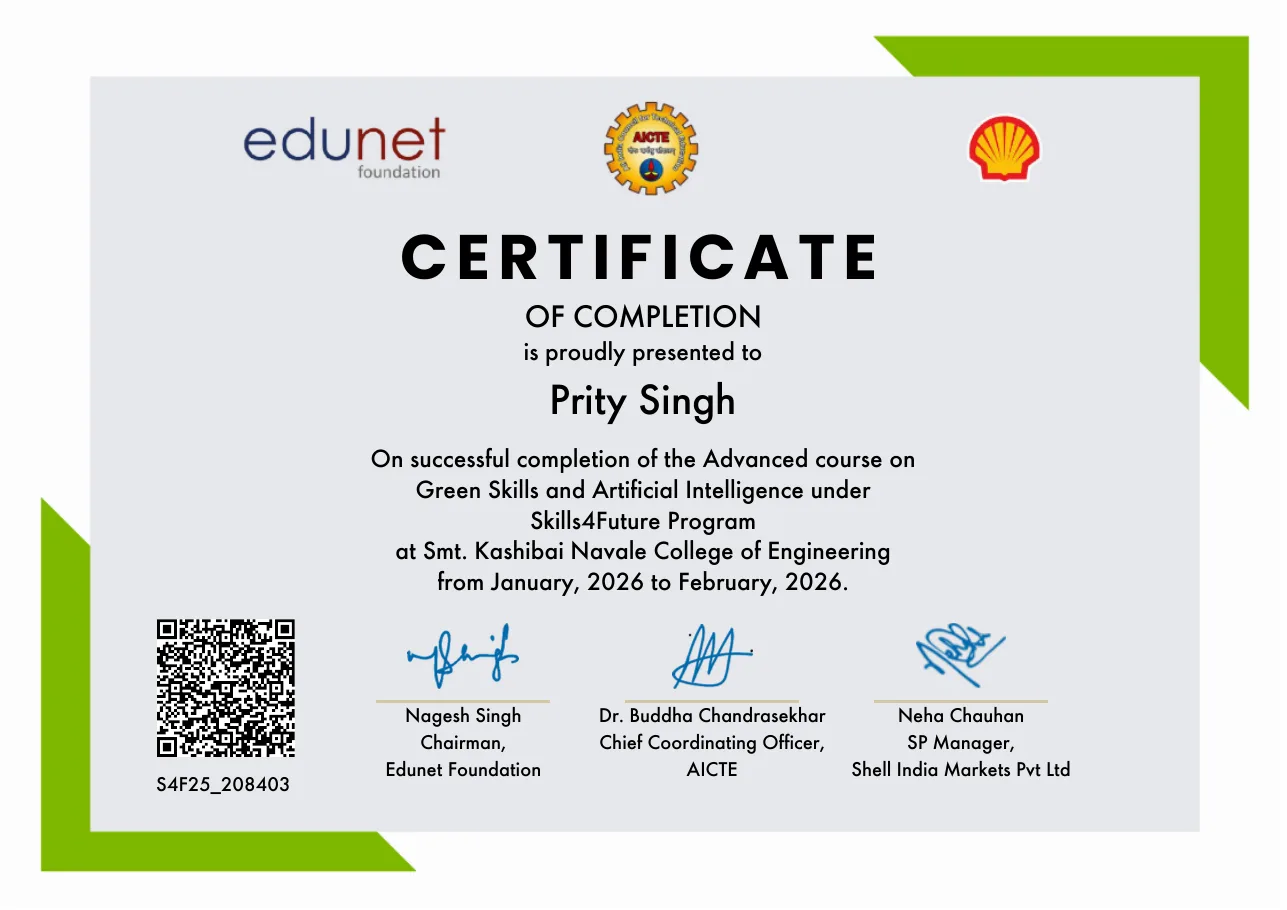 edunet
foundation
AICTE
CERTIFICATE
OF COMPLETION
is proudly presented to
Prity Singh
On successful completion of the Advanced course on
Green Skills and Artificial Intelligence under
Skills4Future Program
at Smt. Kashibai Navale College of Engineering
from January, 2026 to February, 2026.
S4F25_208403
Nagesh Singh
Chairman,
Edunet Foundation
Dr. Buddha Chandrasekhar
Chief Coordinating Officer,
AICTE
Neha Chauhan
SP Manager,
Shell India Markets Pvt Ltd